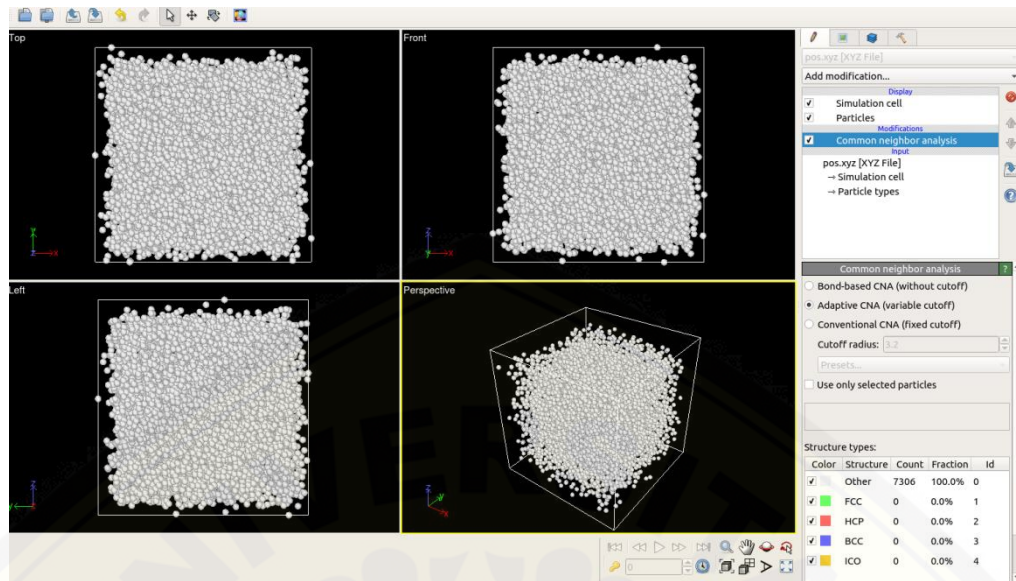 Top
Front
Left
Perspective
y
z
x
z
y
x
z
y
x
z
y
x
pos.xyz [XYZ File]
Add modification...
Display
Simulation cell
Particles
Modifications
Common neighbor analysis
Input
pos.xyz [XYZ File]
→ Simulation cell
→ Particle types
Common neighbor analysis ?
Bond-based CNA (without cutoff)
Adaptive CNA (variable cutoff)
Conventional CNA (fixed cutoff)
Cutoff radius: 3.2
Presets...
Use only selected particles
Structure types:
Color Structure Count Fraction Id
Other 7306 100.0% 0
FCC 0 0.0% 1
HCP 0 0.0% 2
BCC 0 0.0% 3
ICO 0 0.0% 4
0